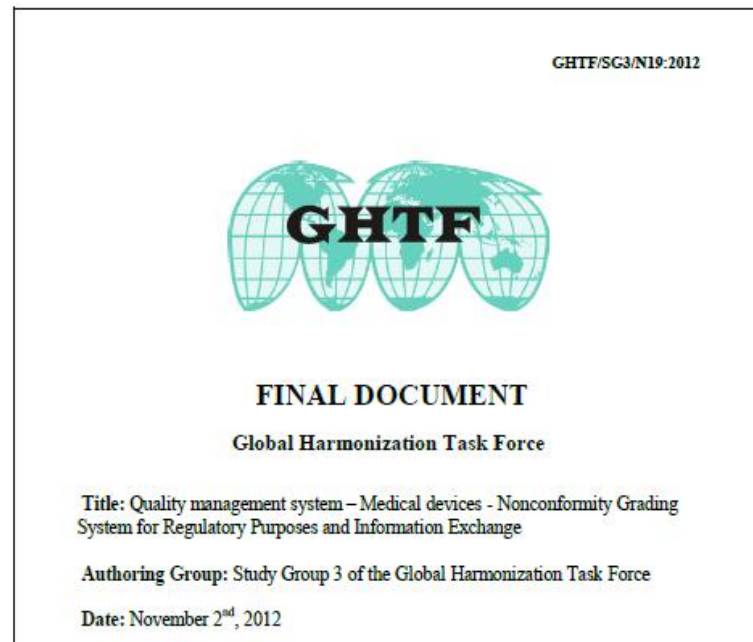 GHTF/SG3/N19:2012
GHTF
FINAL DOCUMENT
Global Harmonization Task Force
Title: Quality management system – Medical devices - Nonconformity Grading
System for Regulatory Purposes and Information Exchange
Authoring Group: Study Group 3 of the Global Harmonization Task Force
Date: November 2nd, 2012